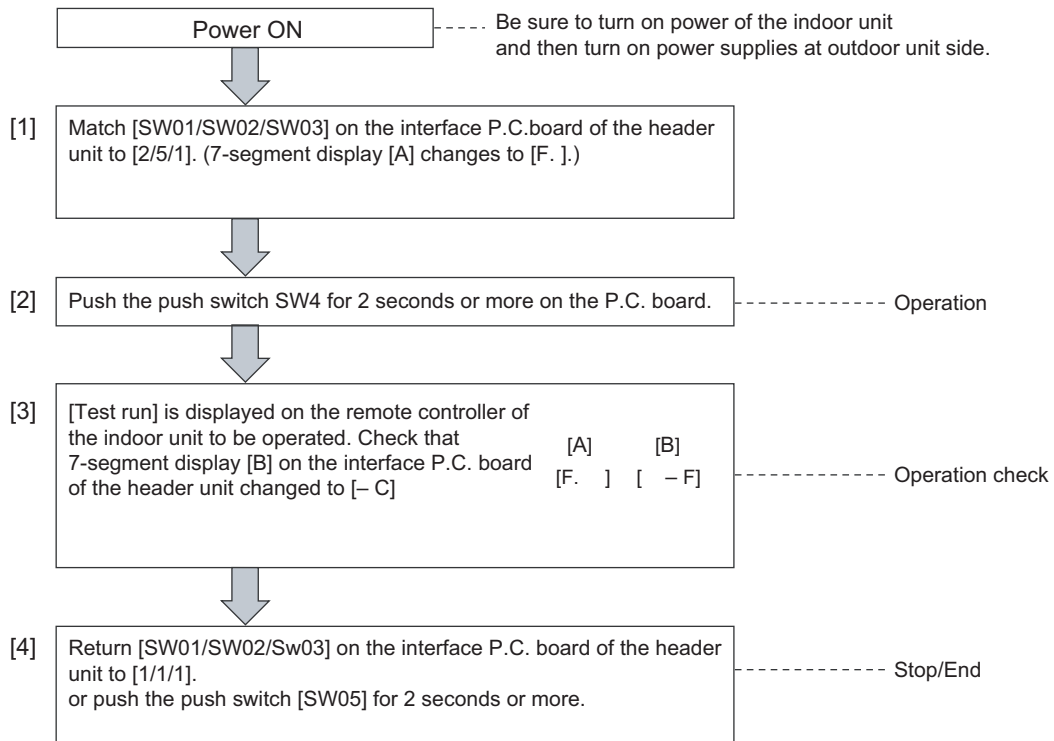 Power ON
Be sure to turn on power of the indoor unit
and then turn on power supplies at outdoor unit side.
[1]
Match [SW01/SW02/SW03] on the interface P.C.board of the header
unit to [2/5/1]. (7-segment display [A] changes to [F. ].)
[2]
Push the push switch SW4 for 2 seconds or more on the P.C. board.
Operation
[3]
[Test run] is displayed on the remote controller of
the indoor unit to be operated. Check that
7-segment display [B] on the interface P.C. board
of the header unit changed to [– C]
[A] [B]
[F. ] [ – F]
Operation check
[4]
Return [SW01/SW02/Sw03] on the interface P.C. board of the header
unit to [1/1/1].
or push the push switch [SW05] for 2 seconds or more.
Stop/End